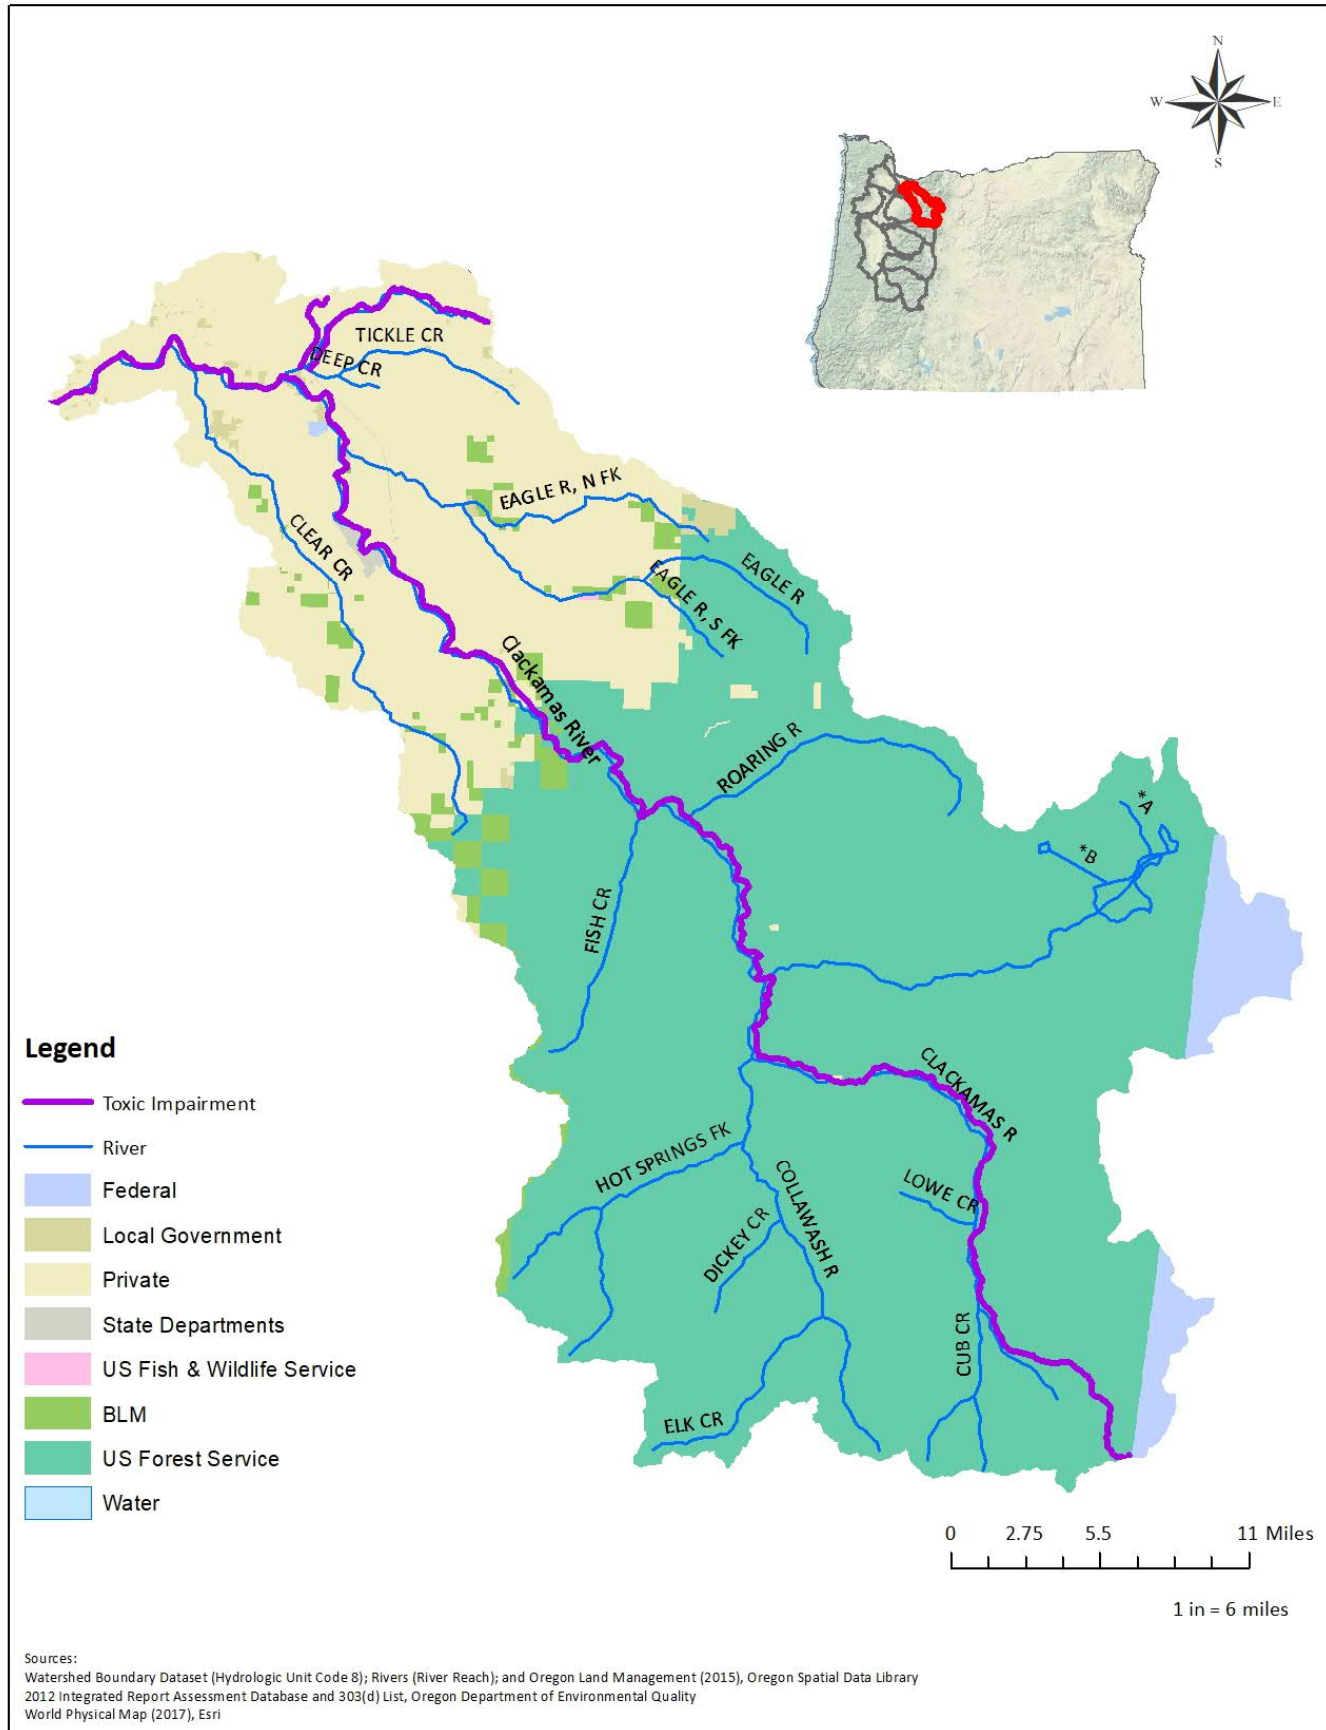 N
W
E
S
TICKLE CR
DEEP CR
EAGLE R, N FK
CLEAR CR
EAGLE R
EAGLE R, S FK
Clackamas River
ROARING R
*A
*B
FISH CR
CLACKAMAS R
HOT SPRINGS FK
COLLAWASH R
LOWE CR
DICKEY CR
CUB CR
ELK CR
Legend
Toxic Impairment
River
Federal
Local Government
Private
State Departments
US Fish & Wildlife Service
BLM
US Forest Service
Water
0 2.75 5.5 11 Miles
1 in = 6 miles
Sources:
Watershed Boundary Dataset (Hydrologic Unit Code 8); Rivers (River Reach); and Oregon Land Management (2015), Oregon Spatial Data Library
2012 Integrated Report Assessment Database and 303(d) List, Oregon Department of Environmental Quality
World Physical Map (2017), Esri